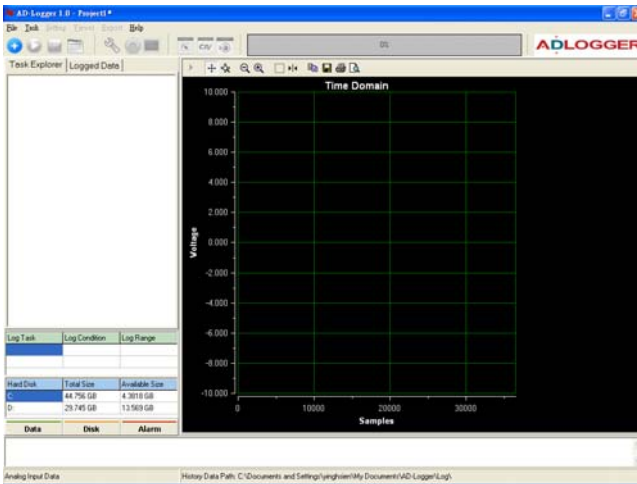 AD-Logger 1.0 - Project1*
File Task Setting Viewer Export Help
CSV
0%
ADLOGGER
Task Explorer Logged Data
Time Domain
10.000
8.000
6.000
4.000
2.000
0.000
-2.000
-4.000
-6.000
-8.000
-10.000
Voltage
0 10000 20000 30000
Samples
Log Task Log Condition Log Range
Hard Disk Total Size Available Size
C: 44.756 GB 4.3818 GB
D: 29.745 GB 13.569 GB
Data Disk Alarm
Analog Input Data
History Data Path: C:\Documents and Settings\yinghsien\My Documents\AD-Logger\Log\